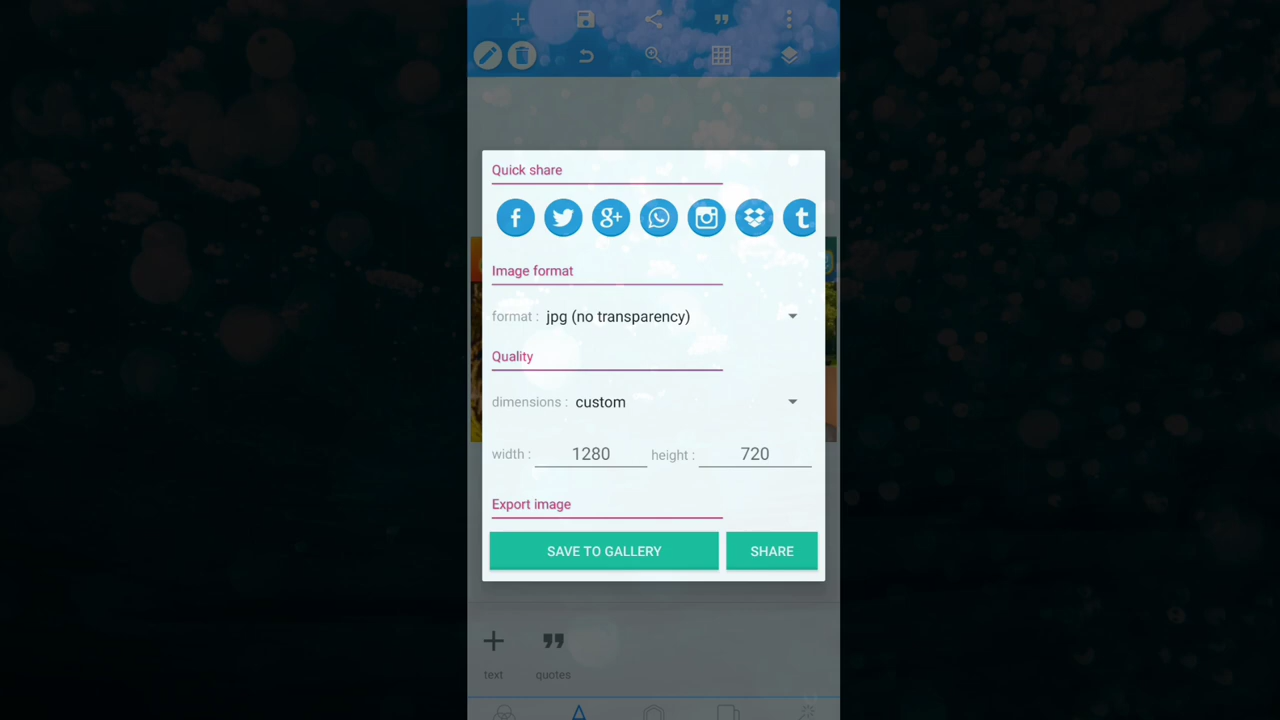 Quick share
Image format
format : jpg (no transparency)
Quality
dimensions : custom
width : 1280 height : 720
Export image
SAVE TO GALLERY SHARE
text quotes